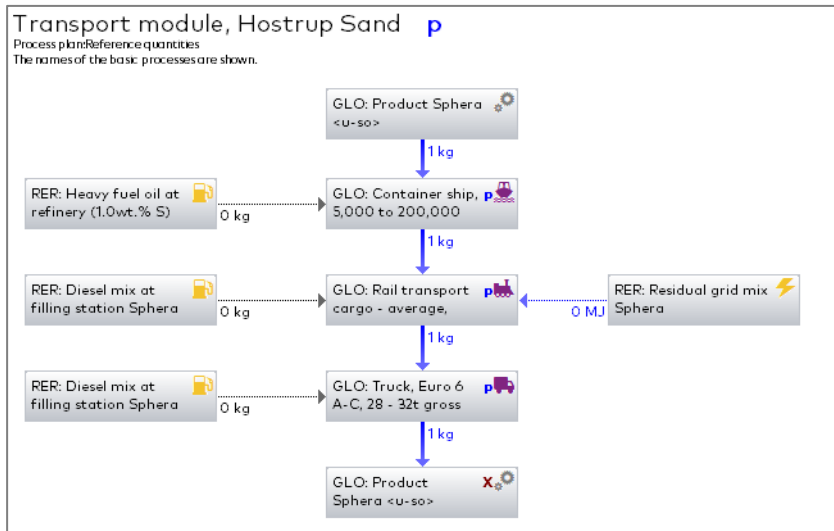 Transport module, Hostrup Sand p
Process plan:Reference quantities
The names of the basic processes are shown.
GLO: Product Sphera
<u-so>
1 kg
RER: Heavy fuel oil at
refinery (1.0wt.% S)
0 kg
GLO: Container ship,
5,000 to 200,000
p
1 kg
RER: Diesel mix at
filling station Sphera
0 kg
GLO: Rail transport
cargo - average,
p
RER: Residual grid mix
Sphera
0 MJ
1 kg
RER: Diesel mix at
filling station Sphera
0 kg
GLO: Truck, Euro 6
A-C, 28 - 32t gross
p
1 kg
GLO: Product
Sphera <u-so>
X